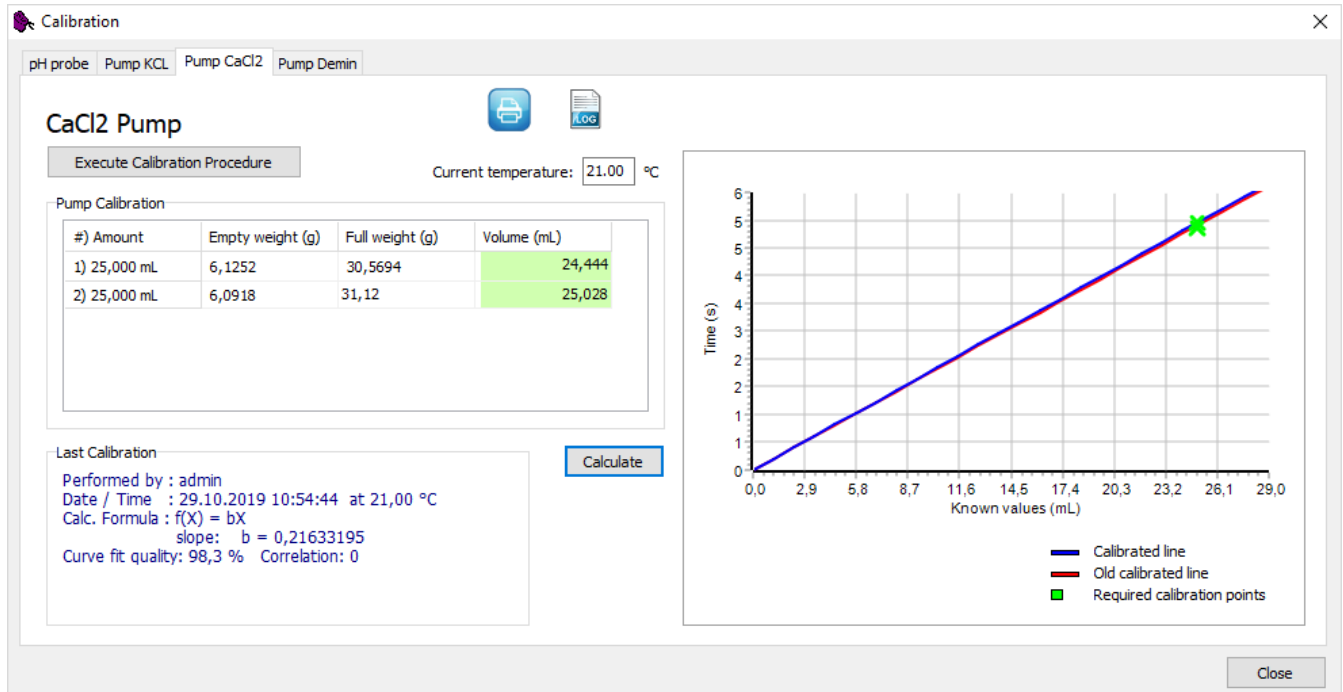 Calibration
pH probe Pump KCL Pump CaCl2 Pump Demin
CaCl2 Pump
LOG
Execute Calibration Procedure
Current temperature: 21.00 ºC
Pump Calibration
#) Amount Empty weight (g) Full weight (g) Volume (mL)
1) 25,000 mL 6,1252 30,5694 24,444
2) 25,000 mL 6,0918 31,12 25,028
Last Calibration
Performed by : admin
Date / Time : 29.10.2019 10:54:44 at 21,00 °C
Calc. Formula : f(X) = bX
slope: b = 0,21633195
Curve fit quality: 98,3 % Correlation: 0
Calculate
Time (s)
6
5
5
4
4
3
2
2
1
1
0
0,0 2,9 5,8 8,7 11,6 14,5 17,4 20,3 23,2 26,1 29,0
Known values (mL)
Calibrated line
Old calibrated line
Required calibration points
Close